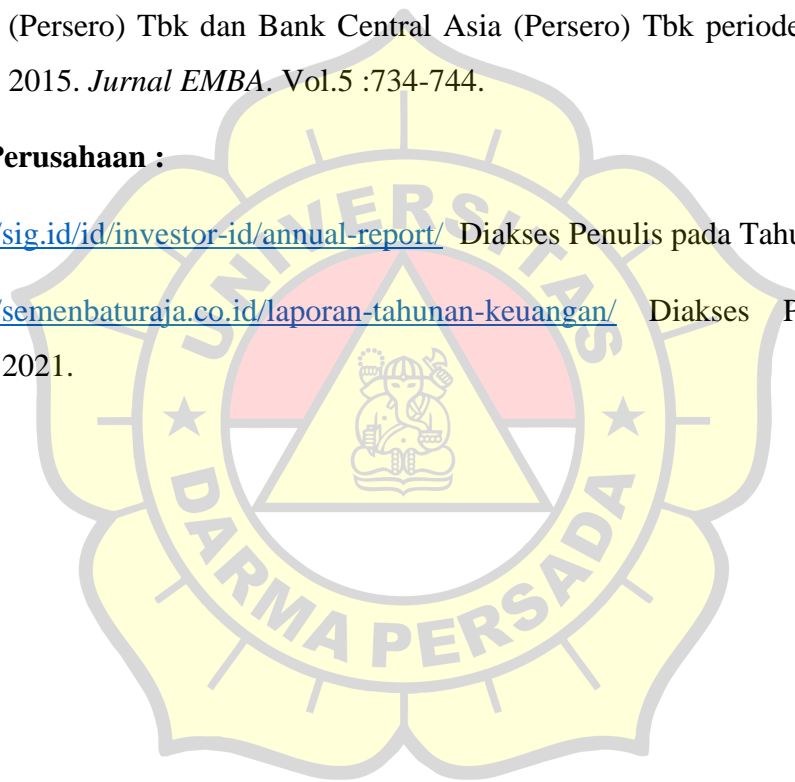 (Persero) Tbk dan Bank Central Asia (Persero) Tbk periode
2015. Jurnal EMBA. Vol.5 :734-744.
Perusahaan :
/sig.id/id/investor-id/annual-report/ Diakses Penulis pada Tahu
/semenbaturaja.co.id/laporan-tahunan-keuangan/ Diakses P
2021.
UNIVERSITAS
DARMA PERSADA